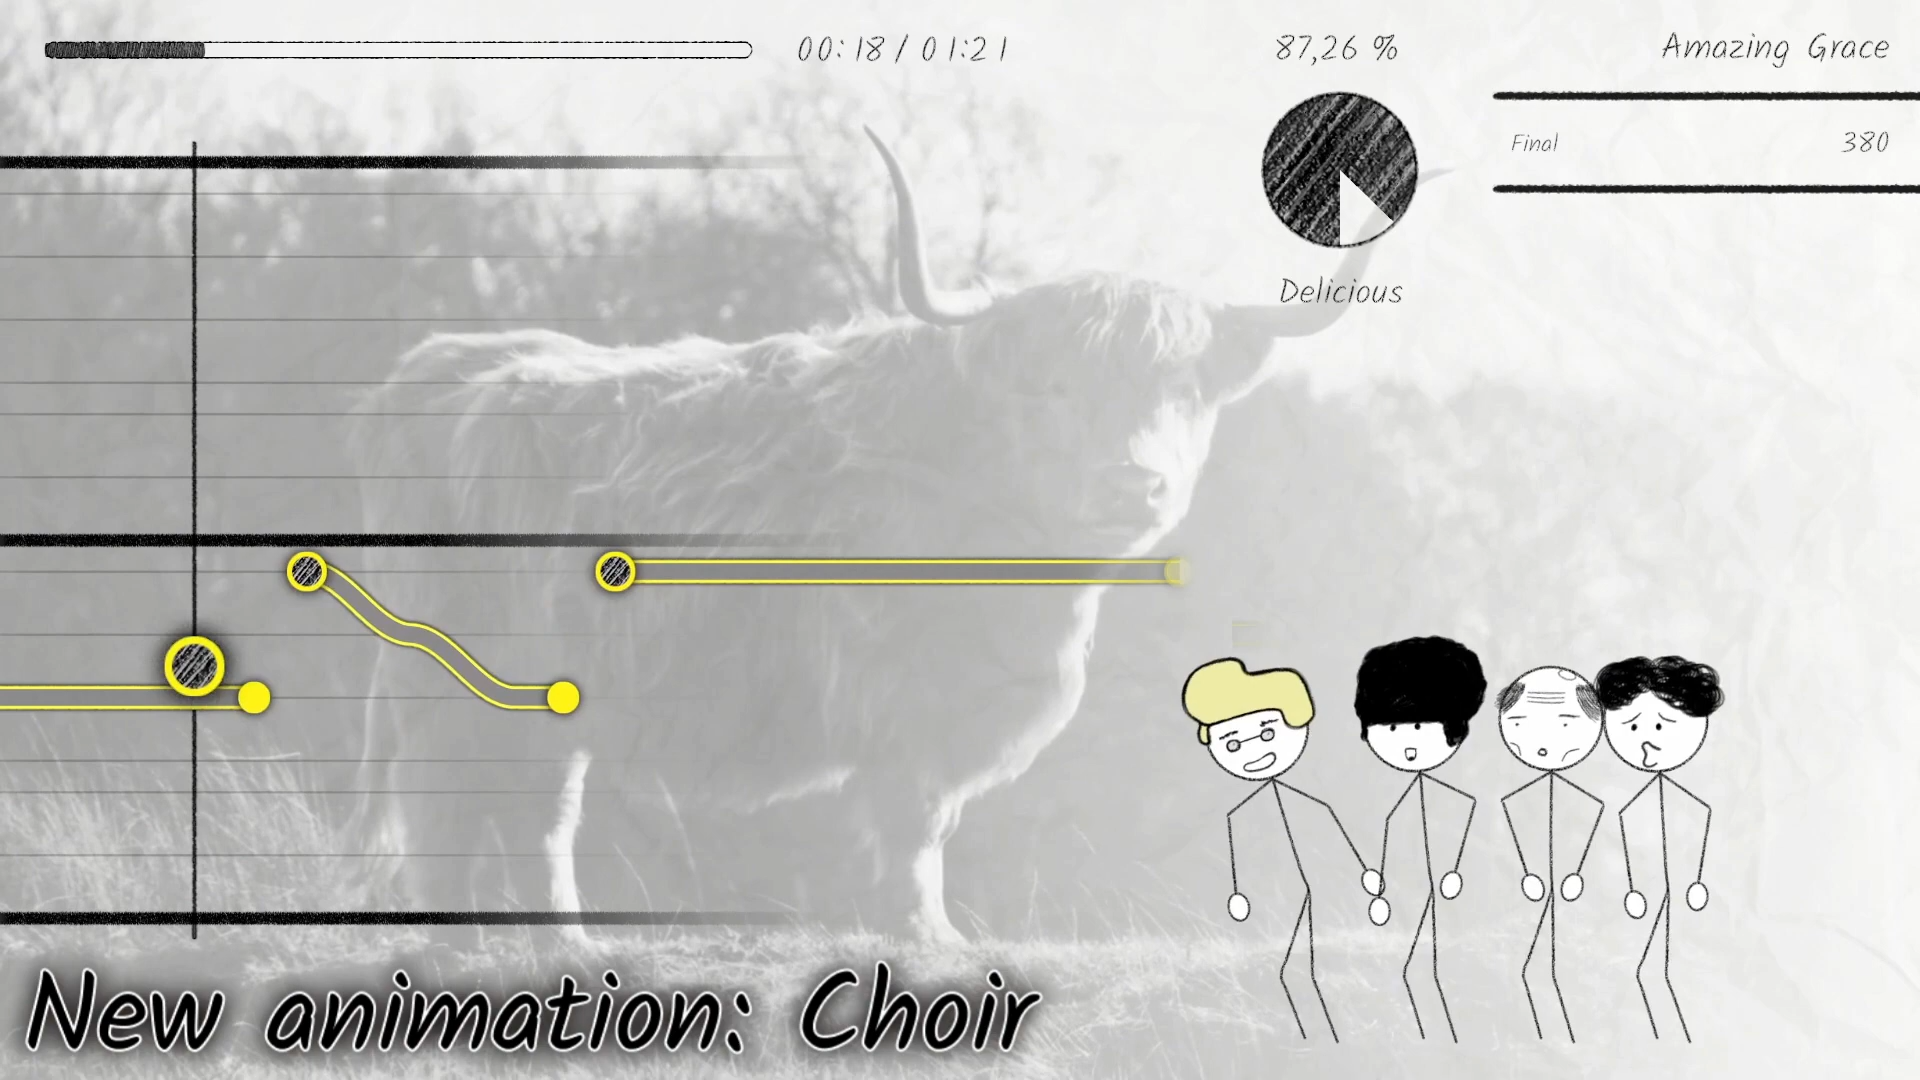 00:18 / 01:21
87,26 %
Amazing Grace
Final 380
Delicious
New animation: Choir